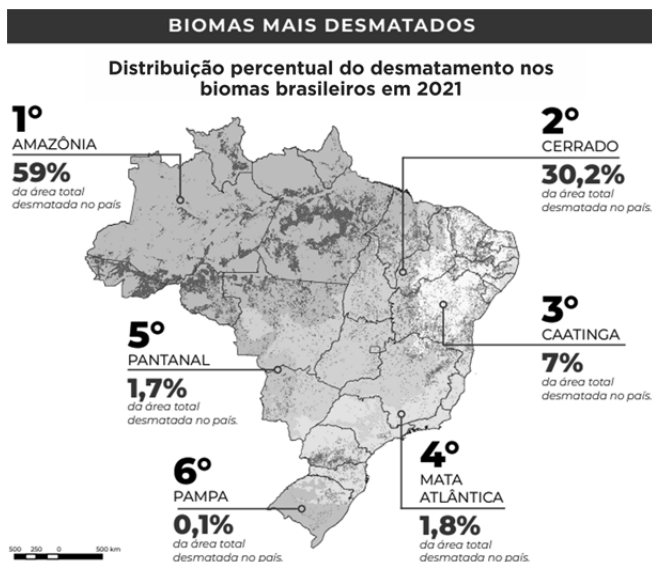 BIOMAS MAIS DESMATADOS
Distribuição percentual do desmatamento nos
biomas brasileiros em 2021
1º
AMAZÔNIA
59%
da área total
desmatada no país
2º
CERRADO
30,2%
da área total
desmatada no país.
3º
CAATINGA
7%
da área total
desmatada no país.
5º
PANTANAL
1,7%
da área total
desmatada no país.
4º
MATA
ATLÂNTICA
1,8%
da área total
desmatada no país.
6º
PAMPA
0,1%
da área total
desmatada no país.
500 250 0 500 km